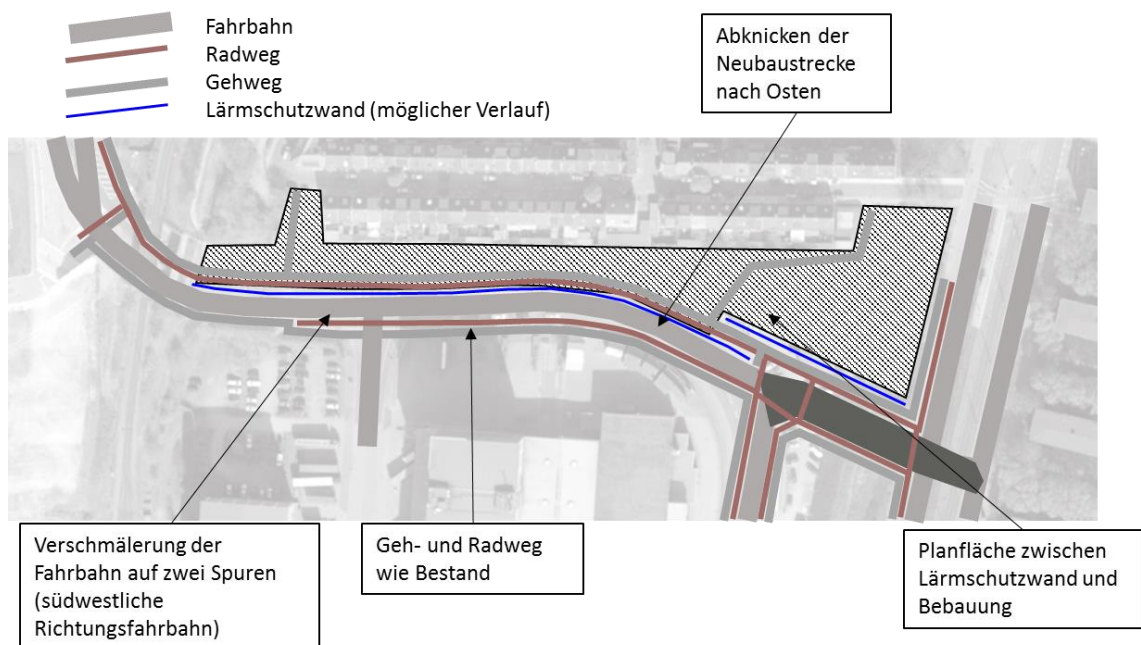 Fahrbahn
Radweg
Gehweg
Lärmschutzwand (möglicher Verlauf)
Abknicken der
Neubaustrecke
nach Osten
Verschmälerung der
Fahrbahn auf zwei Spuren
(südwestliche
Richtungsfahrbahn)
Geh- und Radweg
wie Bestand
Planfläche zwischen
Lärmschutzwand und
Bebauung